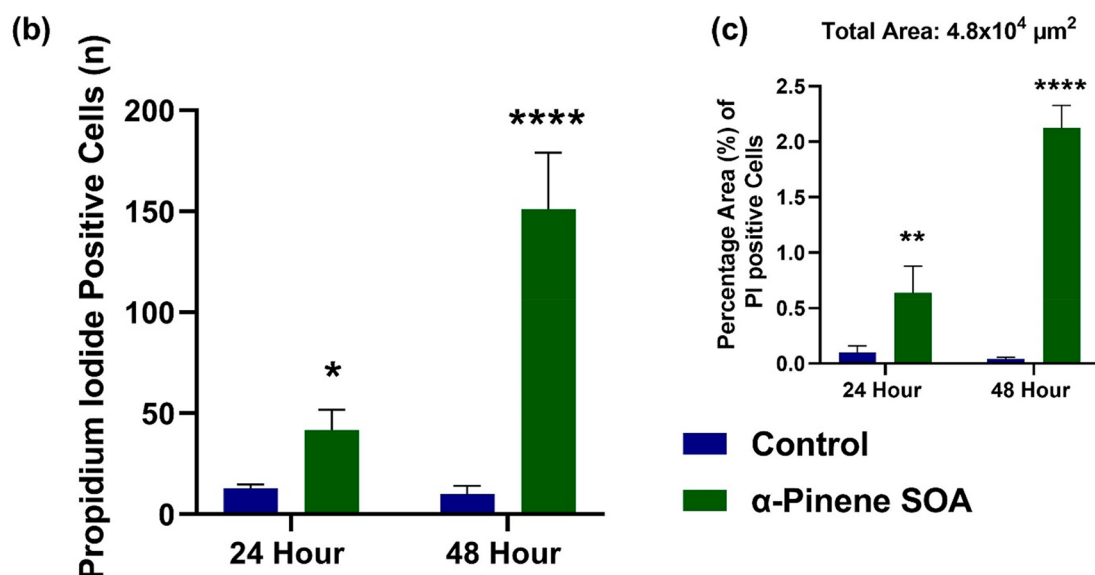 (b)
Propidium Iodide Positive Cells (n)
200
150
100
50
0
*
****
24 Hour
48 Hour
(c)
Total Area: 4.8x10⁴ µm²
Percentage Area (%) of
PI positive Cells
2.5
2.0
1.5
1.0
0.5
0.0
**
****
24 Hour
48 Hour
Control
α-Pinene SOA